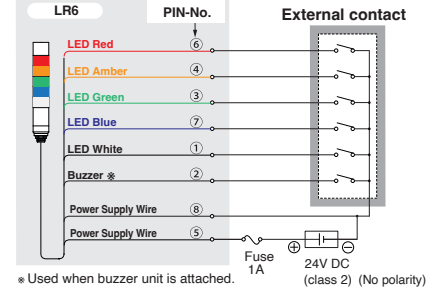 LR6
PIN-No.
External contact
LED Red ⑥
LED Amber ④
LED Green ③
LED Blue ⑦
LED White ①
Buzzer ※ ②
Power Supply Wire ⑧
Power Supply Wire ⑤
Fuse
1A
⊕ ⊖
24V DC
(class 2) (No polarity)
※ Used when buzzer unit is attached.